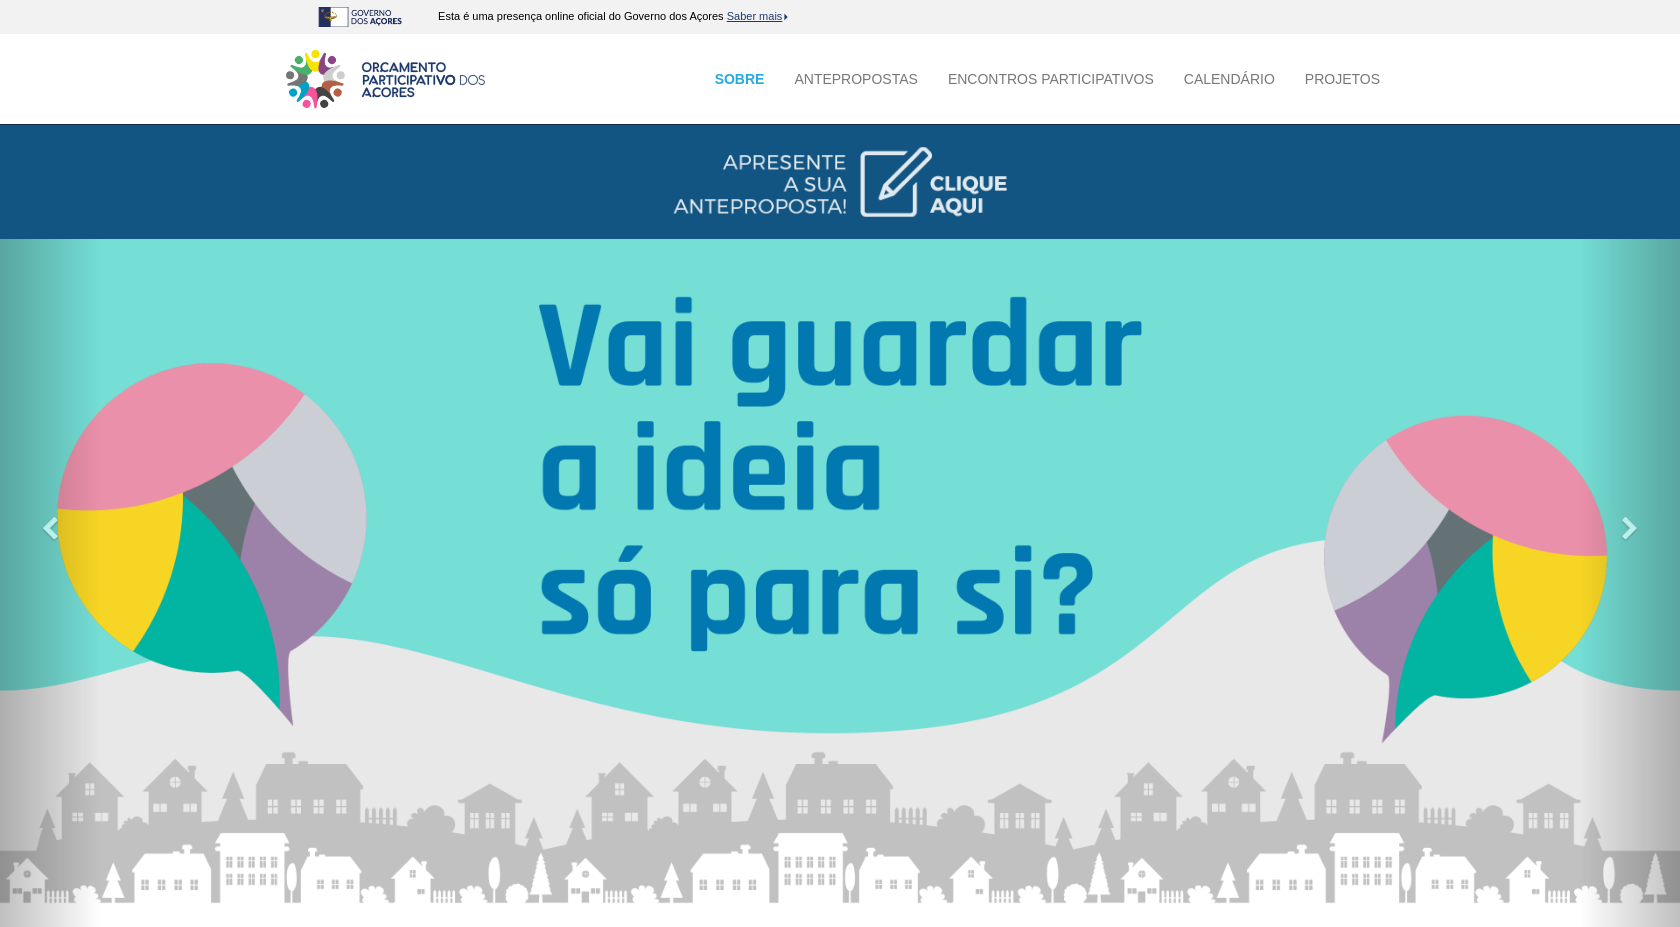 GOVERNO
DOS AÇORES
Esta é uma presença online oficial do Governo dos Açores Saber mais
ORÇAMENTO
PARTICIPATIVO DOS
AÇORES
SOBRE
ANTEPROPOSTAS
ENCONTROS PARTICIPATIVOS
CALENDÁRIO
PROJETOS
APRESENTE
A SUA
ANTEPROPOSTA!
CLIQUE
AQUI
Vai guardar
a ideia
só para si?